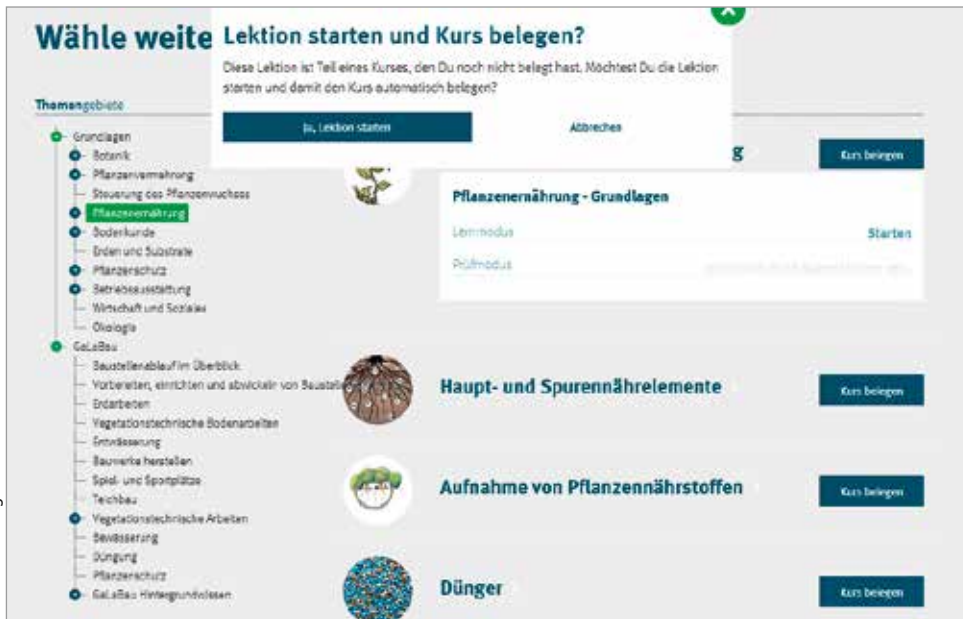 Wähle weite
Lektion starten und Kurs belegen?
Diese Lektion ist Teil eines Kurses, den Du noch nicht belegt hast. Möchtest Du die Lektion
starten und damit den Kurs automatisch belegen?
Ja, Lektion starten
Abbrechen
Themengebiete
Grundlagen
Botanik
Pflanzenvermehrung
Steuerung des Pflanzenwuchses
Pflanzenernährung
Bodenkunde
Erden und Substrate
Pflanzenschutz
Betriebsausstattung
Wirtschaft und Soziales
Ökologie
GaLaBau
Baustellenablauf im Überblick
Vorbereiten, einrichten und abwickeln von Baustelle
Erdarbeiten
Vegetationstechnische Bodenarbeiten
Entwässerung
Bauwerke herstellen
Spiel- und Sportplätze
Teichbau
Vegetationstechnische Arbeiten
Bewässerung
Düngung
Pflanzenschutz
GaLaBau Hintergrundwissen
g
Kurs belegen
Pflanzenernährung - Grundlagen
Lernmodus
Starten
Prüfmodus
Haupt- und Spurennährelemente
Kurs belegen
Aufnahme von Pflanzennährstoffen
Kurs belegen
Dünger
Kurs belegen